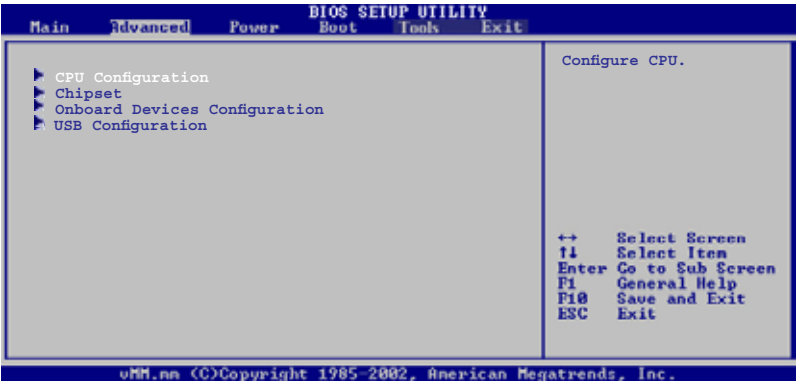 BIOS SETUP UTILITY
Main Advanced Power Boot Tools Exit
CPU Configuration
Chipset
Onboard Devices Configuration
USB Configuration
Configure CPU.
←→ Select Screen
↑↓ Select Item
Enter Go to Sub Screen
F1 General Help
F10 Save and Exit
ESC Exit
vMM.mm (C)Copyright 1985-2002, American Megatrends, Inc.